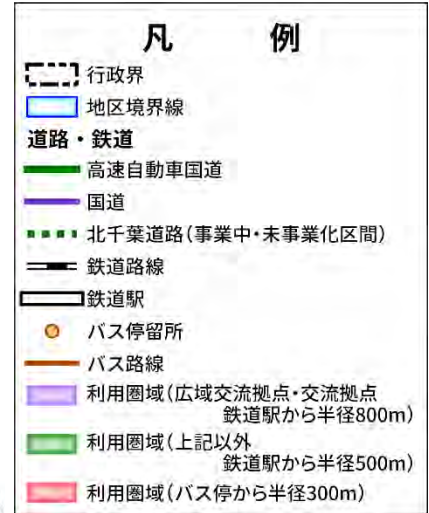 凡 例
行政界
地区境界線
道路・鉄道
高速自動車国道
国道
北千葉道路(事業中・未事業化区間)
鉄道路線
鉄道駅
バス停留所
バス路線
利用圏域(広域交流拠点・交流拠点
鉄道駅から半径800m)
利用圏域(上記以外
鉄道駅から半径500m)
利用圏域(バス停から半径300m)